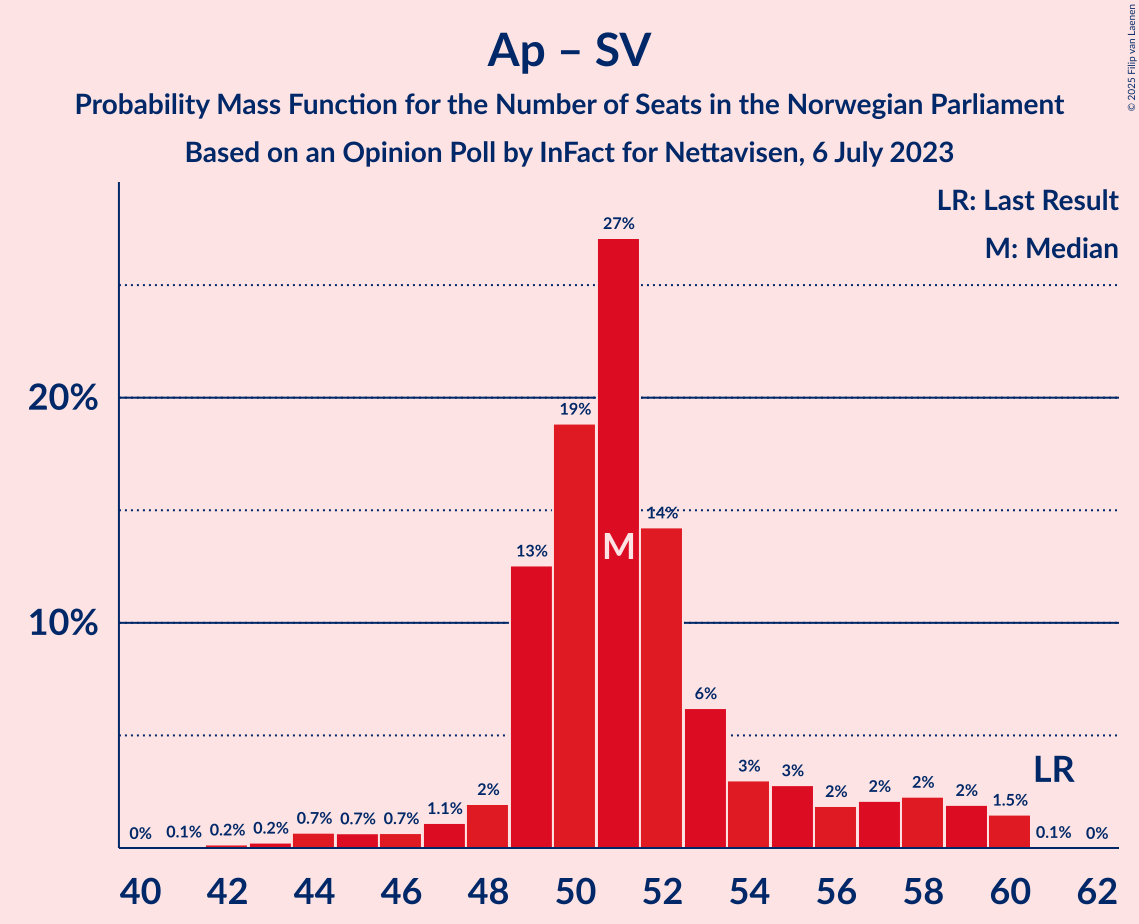 Ap – SV
Probability Mass Function for the Number of Seats in the Norwegian Parliament
Based on an Opinion Poll by InFact for Nettavisen, 6 July 2023
© 2025 Filip van Laenen
LR: Last Result
M: Median
20%
10%
0%
0.1%
0.2%
0.2%
0.7%
0.7%
0.7%
1.1%
2%
13%
19%
27%
M
14%
6%
3%
3%
2%
2%
2%
2%
1.5%
LR
0.1%
0%
40 42 44 46 48 50 52 54 56 58 60 62